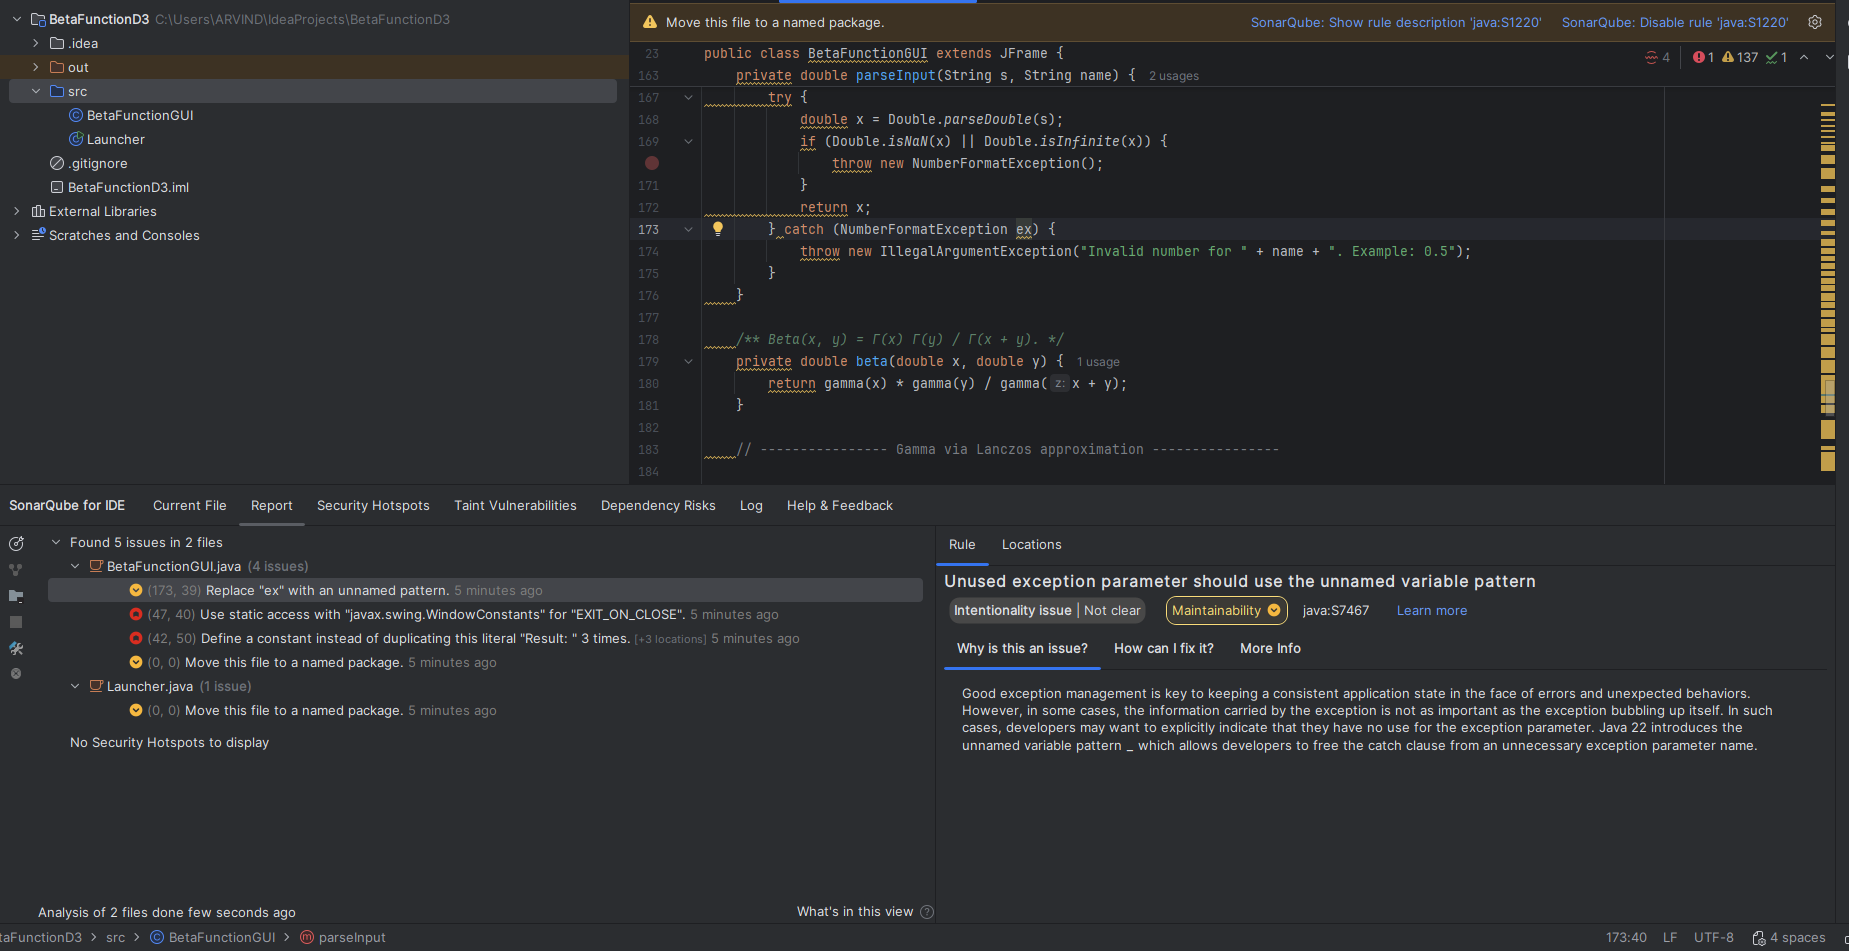 BetaFunctionD3 C:\Users\ARVIND\IdeaProjects\BetaFunctionD3
.idea
out
src
BetaFunctionGUI
Launcher
.gitignore
BetaFunctionD3.iml
External Libraries
Scratches and Consoles
Move this file to a named package. SonarQube: Show rule description 'java:S1220' SonarQube: Disable rule 'java:S1220'
23 public class BetaFunctionGUI extends JFrame {
4 1 137 1
163 private double parseInput(String s, String name) { 2 usages
167 try {
168 double x = Double.parseDouble(s);
169 if (Double.isNaN(x) || Double.isInfinite(x)) {
throw new NumberFormatException();
171 }
172 return x;
173 } catch (NumberFormatException ex) {
174 throw new IllegalArgumentException("Invalid number for " + name + ". Example: 0.5");
175 }
176 }
177
178 /** Beta(x, y) = Γ(x) Γ(y) / Γ(x + y). */
179 private double beta(double x, double y) { 1 usage
180 return gamma(x) * gamma(y) / gamma( z: x + y);
181 }
182
183 // ---------------- Gamma via Lanczos approximation ----------------
184
SonarQube for IDE Current File Report Security Hotspots Taint Vulnerabilities Dependency Risks Log Help & Feedback
Found 5 issues in 2 files
BetaFunctionGUI.java (4 issues)
(173, 39) Replace "ex" with an unnamed pattern. 5 minutes ago
(47, 40) Use static access with "javax.swing.WindowConstants" for "EXIT_ON_CLOSE". 5 minutes ago
(42, 50) Define a constant instead of duplicating this literal "Result: " 3 times. [+3 locations] 5 minutes ago
(0, 0) Move this file to a named package. 5 minutes ago
Launcher.java (1 issue)
(0, 0) Move this file to a named package. 5 minutes ago
No Security Hotspots to display
Analysis of 2 files done few seconds ago
What's in this view ?
Rule Locations
Unused exception parameter should use the unnamed variable pattern
Intentionality issue | Not clear Maintainability java:S7467 Learn more
Why is this an issue? How can I fix it? More Info
Good exception management is key to keeping a consistent application state in the face of errors and unexpected behaviors.
However, in some cases, the information carried by the exception is not as important as the exception bubbling up itself. In such
cases, developers may want to explicitly indicate that they have no use for the exception parameter. Java 22 introduces the
unnamed variable pattern _ which allows developers to free the catch clause from an unnecessary exception parameter name.
taFunctionD3 > src > BetaFunctionGUI > parseInput
173:40 LF UTF-8 4 spaces